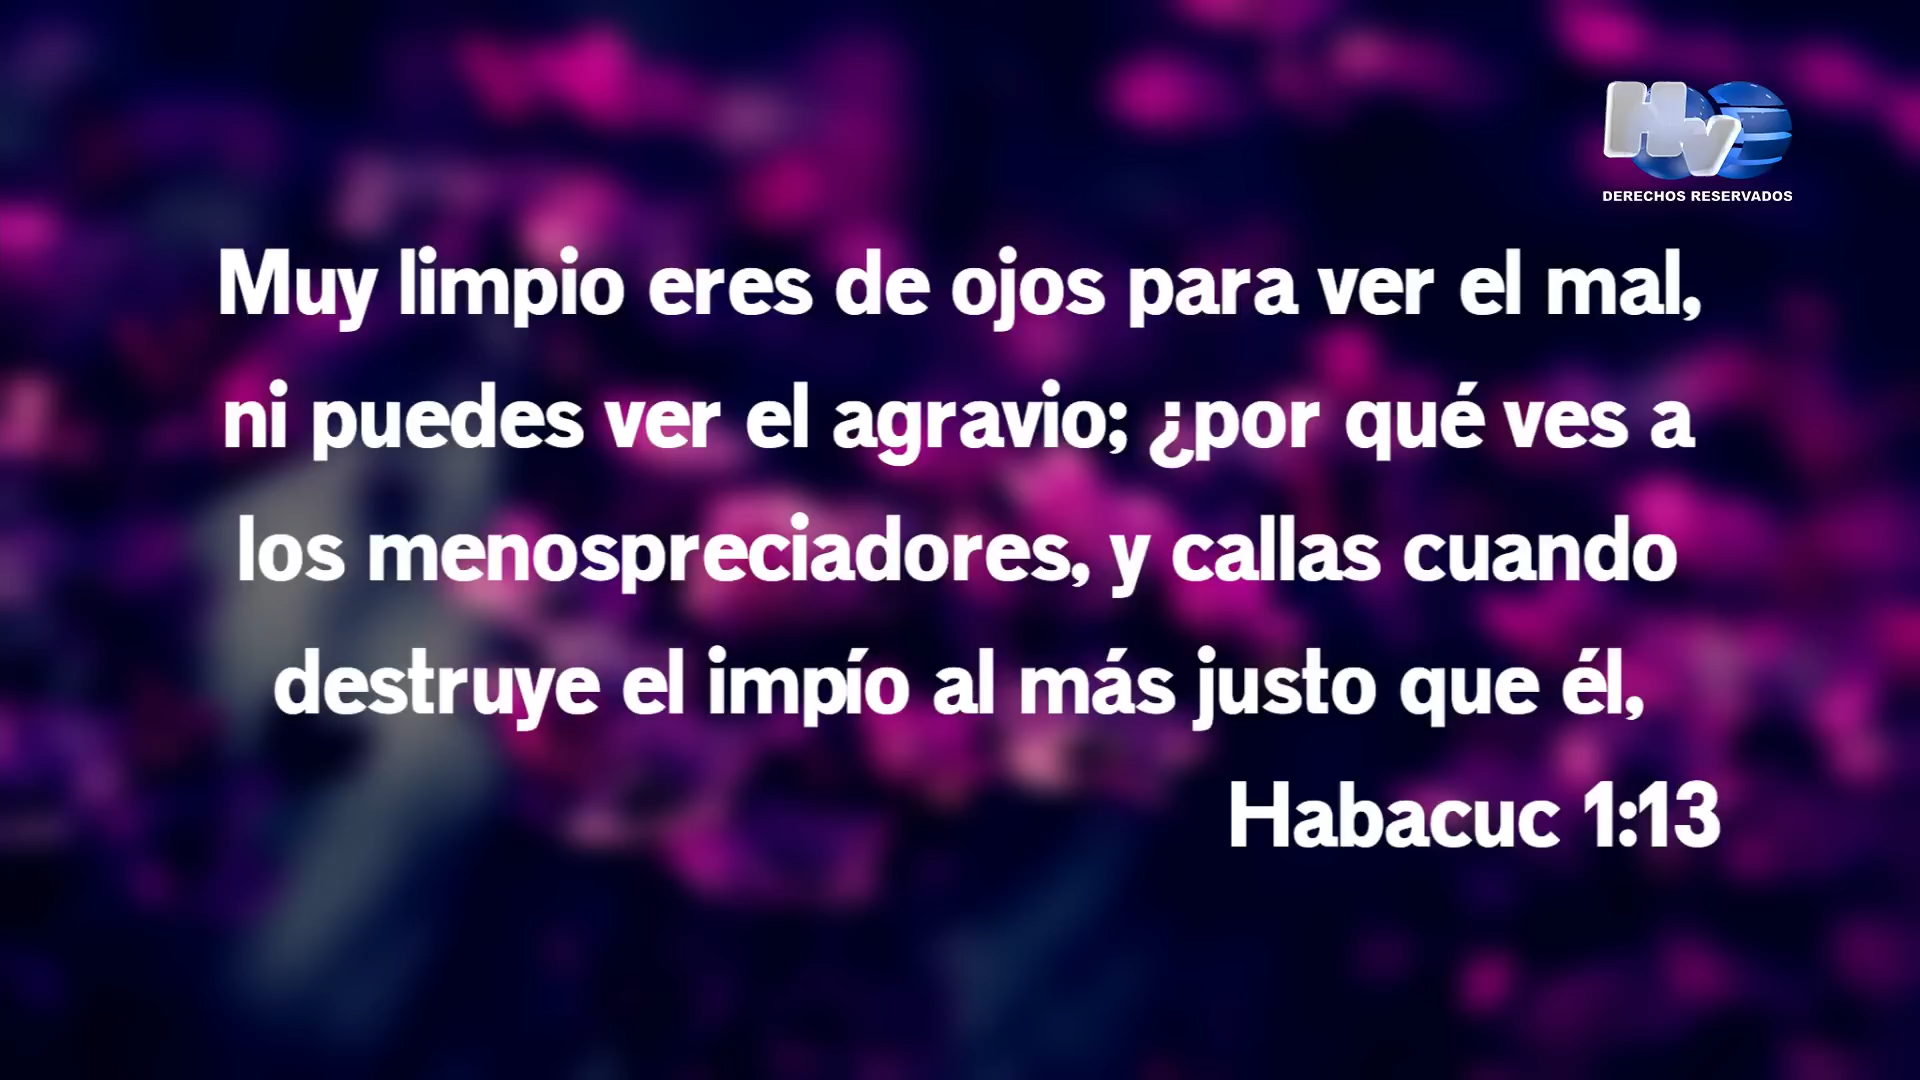 HV
DERECHOS RESERVADOS
Muy limpio eres de ojos para ver el mal,
ni puedes ver el agravio; ¿por qué ves a
los menospreciadores, y callas cuando
destruye el impío al más justo que él,
Habacuc 1:13